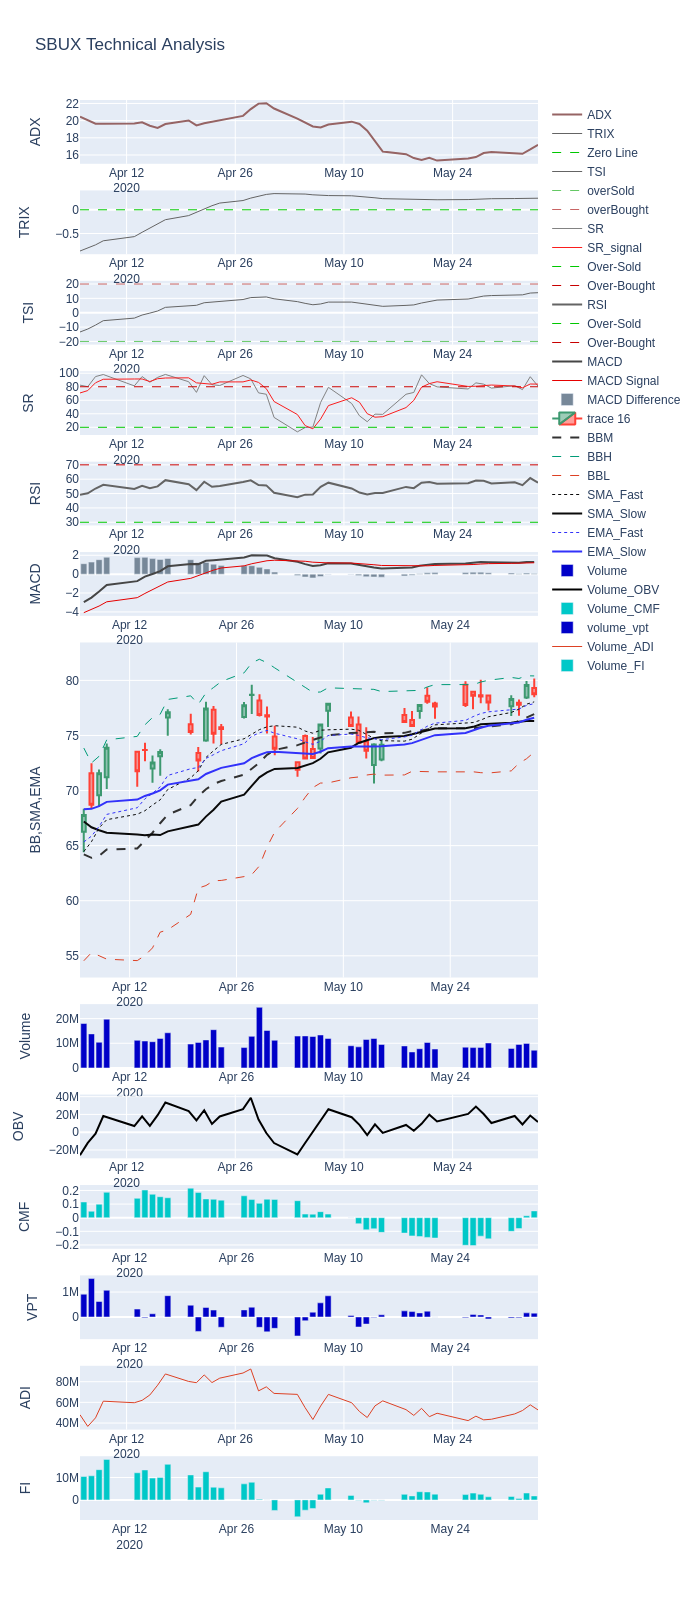 SBUX Technical Analysis
22
20
18
16
ADX
Apr 12
2020
Apr 26
May 10
May 24
0
−0.5
TRIX
Apr 12
2020
Apr 26
May 10
May 24
20
10
0
−10
−20
TSI
Apr 12
2020
Apr 26
May 10
May 24
100
80
60
40
20
SR
Apr 12
2020
Apr 26
May 10
May 24
70
60
50
40
30
RSI
Apr 12
2020
Apr 26
May 10
May 24
2
0
−2
−4
MACD
Apr 12
2020
Apr 26
May 10
May 24
80
75
70
65
60
55
BB,SMA,EMA
Apr 12
2020
Apr 26
May 10
May 24
20M
10M
0
Volume
Apr 12
2020
Apr 26
May 10
May 24
40M
20M
0
−20M
OBV
Apr 12
2020
Apr 26
May 10
May 24
0.2
0.1
0
−0.1
−0.2
CMF
Apr 12
2020
Apr 26
May 10
May 24
1M
0
VPT
Apr 12
2020
Apr 26
May 10
May 24
80M
60M
40M
ADI
Apr 12
2020
Apr 26
May 10
May 24
10M
0
FI
Apr 12
2020
Apr 26
May 10
May 24
ADX
TRIX
Zero Line
TSI
overSold
overBought
SR
SR_signal
Over-Sold
Over-Bought
RSI
Over-Sold
Over-Bought
MACD
MACD Signal
MACD Difference
trace 16
BBM
BBH
BBL
SMA_Fast
SMA_Slow
EMA_Fast
EMA_Slow
Volume
Volume_OBV
Volume_CMF
volume_vpt
Volume_ADI
Volume_FI